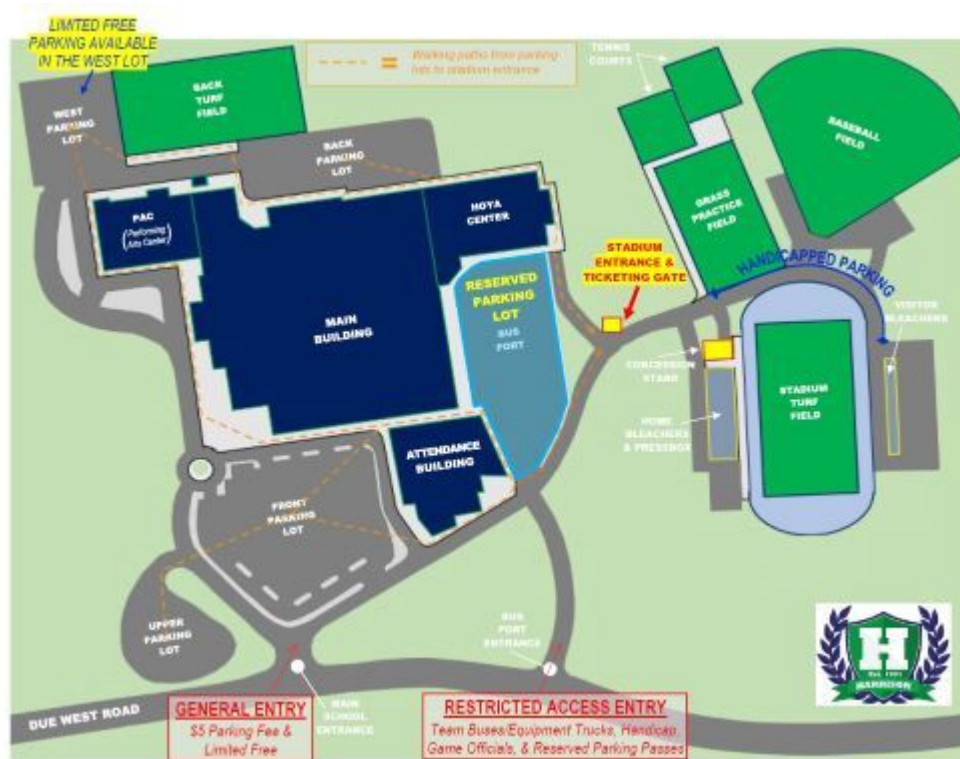 LIMITED FREE
PARKING AVAILABLE
IN THE WEST LOT
= Walking paths from parking
lots to stadium entrance
TENNIS
COURTS
WEST
PARKING
LOT
BACK
TURF
FIELD
BACK
PARKING
LOT
BASEBALL
FIELD
GRASS
PRACTICE
FIELD
PAC
(Performing
Arts Center)
HOYA
CENTER
STADIUM
ENTRANCE &
TICKETING GATE
HANDICAPPED PARKING
RESERVED
PARKING
LOT
BUS
PORT
MAIN
BUILDING
VISITOR
BLEACHERS
CONCESSION
STAND
STADIUM
TURF
FIELD
HOME
BLEACHERS
& PRESSBOX
ATTENDANCE
BUILDING
FRONT
PARKING
LOT
UPPER
PARKING
LOT
BUS
PORT
ENTRANCE
H
Est. 1991
HARRISON
DUE WEST ROAD
GENERAL ENTRY
$5 Parking Fee &
Limited Free
MAIN
SCHOOL
ENTRANCE
RESTRICTED ACCESS ENTRY
Team Buses/Equipment Trucks, Handicap,
Game Officials, & Reserved Parking Passes